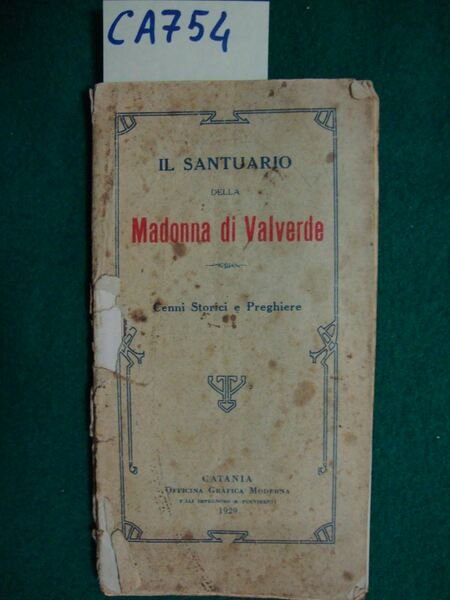 CA754
IL SANTUARIO
DELLA
Madonna di Valverde
Cenni Storici e Preghiere
CATANIA
OFFICINA GRAFICA MODERNA
1929